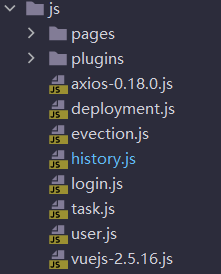 js
pages
plugins
axios-0.18.0.js
deployment.js
evection.js
history.js
login.js
task.js
user.js
vuejs-2.5.16.js